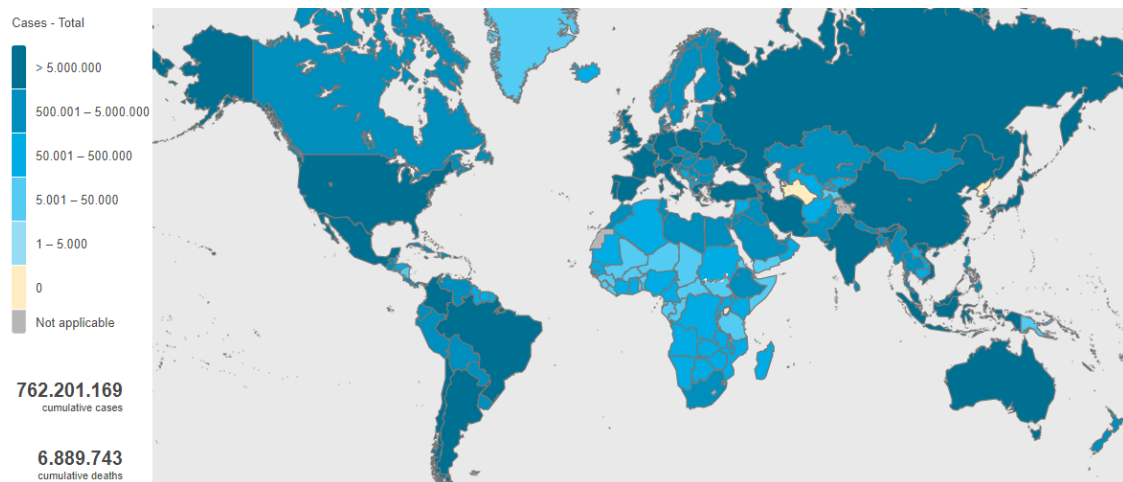 Cases - Total
> 5.000.000
500.001 – 5.000.000
50.001 – 500.000
5.001 – 50.000
1 – 5.000
0
Not applicable
762.201.169
cumulative cases
6.889.743
cumulative deaths